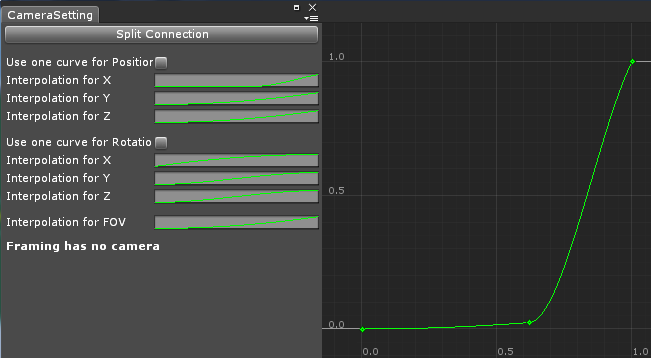 CameraSetting
Split Connection
Use one curve for Position
Interpolation for X
Interpolation for Y
Interpolation for Z
Use one curve for Rotatio
Interpolation for X
Interpolation for Y
Interpolation for Z
Interpolation for FOV
Framing has no camera
1.0
0.5
0.0
0.0 0.5 1.0